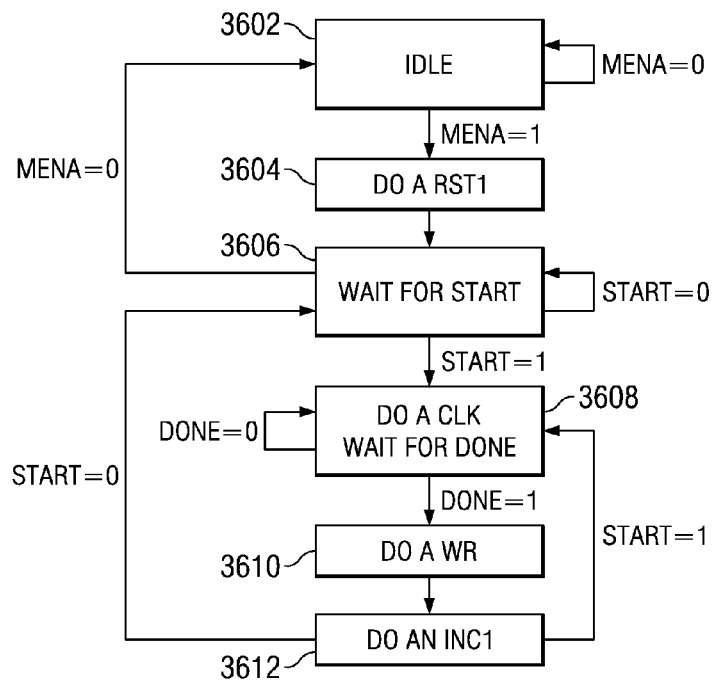 3602
IDLE
MENA=0
MENA=1
MENA=0
3604
DO A RST1
3606
WAIT FOR START
START=0
START=1
3608
DO A CLK
WAIT FOR DONE
DONE=0
START=0
DONE=1
START=1
3610
DO A WR
DO AN INC1
3612